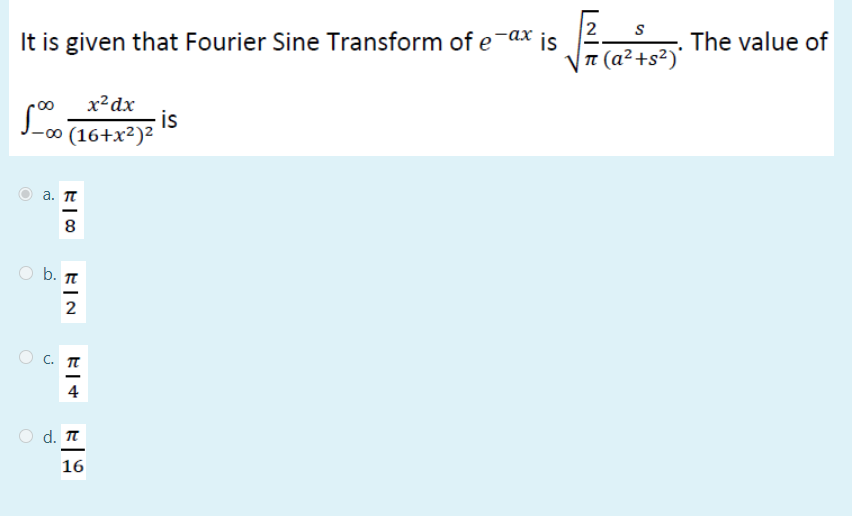 It is given that Fourier Sine Transform of e^{-ax} is √(2/π) s/(a²+s²). The value of
∫_{-∞}^{∞} x²dx/(16+x²)² is
a. π/8
b. π/2
c. π/4
d. π/16